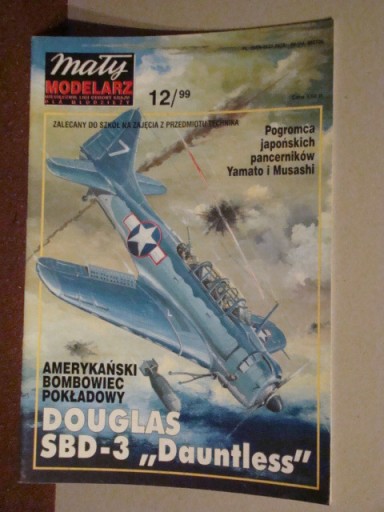 mały
MODELARZ
12/99
ZALECANY DO SZKÓŁ NA ZAJĘCIA Z PRZEDMIOTU TECHNIKA
Pogromca
japońskich
pancerników
Yamato i Musashi
7
AMERYKAŃSKI
BOMBOWIEC
POKŁADOWY
DOUGLAS
SBD-3 „Dauntless"